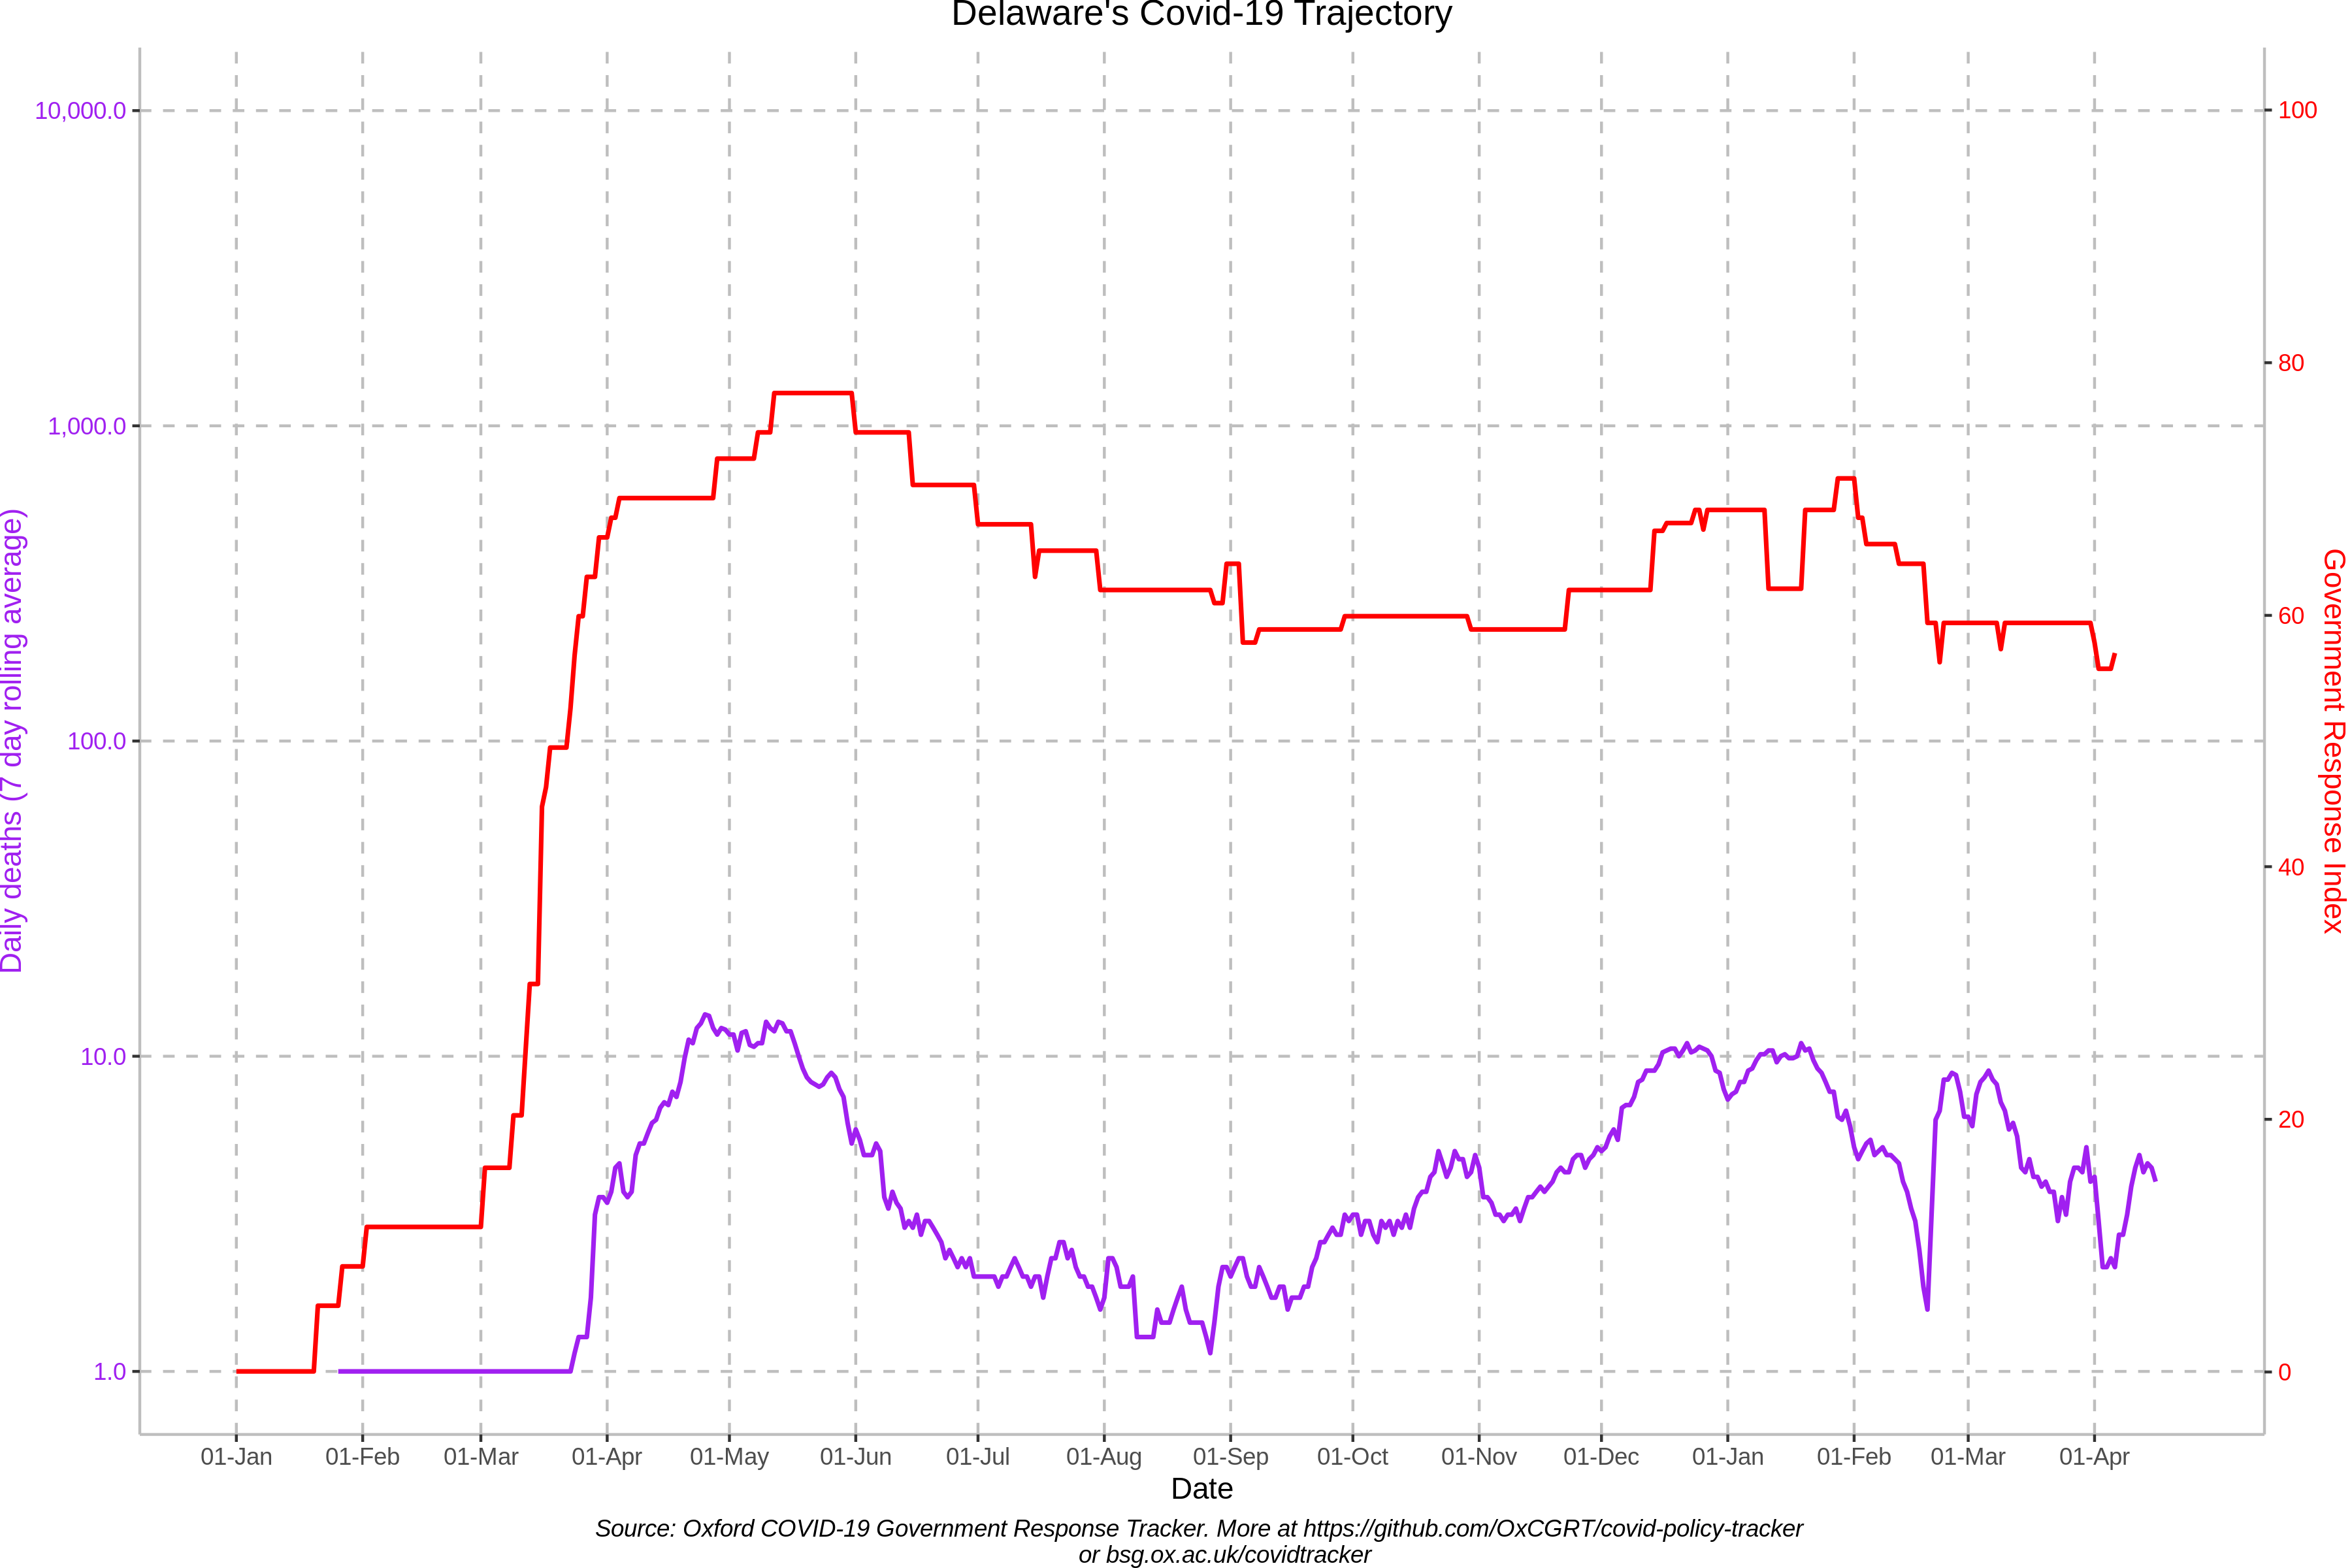 Delaware's Covid-19 Trajectory
10,000.0
1,000.0
100.0
10.0
1.0
Daily deaths (7 day rolling average)
100
80
60
40
20
0
Government Response Index
01-Jan 01-Feb 01-Mar 01-Apr 01-May 01-Jun 01-Jul 01-Aug 01-Sep 01-Oct 01-Nov 01-Dec 01-Jan 01-Feb 01-Mar 01-Apr
Date
Source: Oxford COVID-19 Government Response Tracker. More at https://github.com/OxCGRT/covid-policy-tracker
or bsg.ox.ac.uk/covidtracker